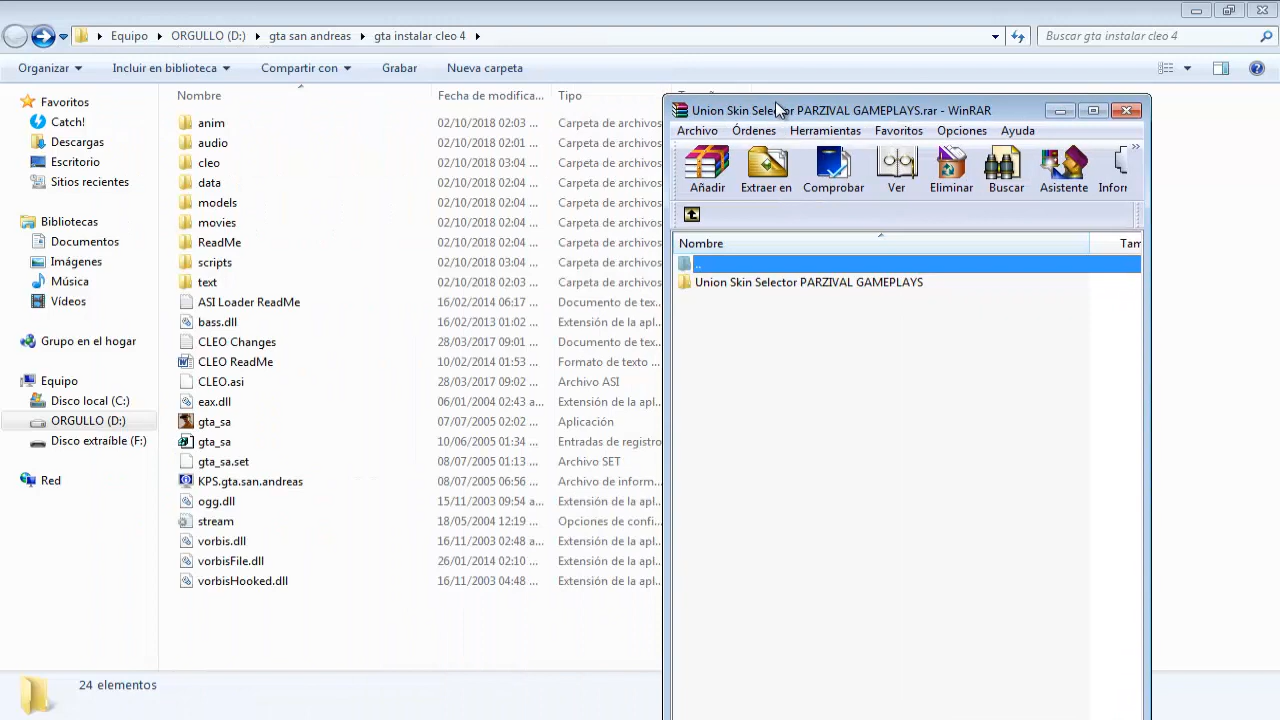 Equipo ORGULLO (D:) gta san andreas gta instalar cleo 4
Buscar gta instalar cleo 4
Organizar Incluir en biblioteca Compartir con Grabar Nueva carpeta
Favoritos
Catch!
Descargas
Escritorio
Sitios recientes
Bibliotecas
Documentos
Imágenes
Música
Vídeos
Grupo en el hogar
Equipo
Disco local (C:)
ORGULLO (D:)
Disco extraíble (F:)
Red
Nombre Fecha de modifica... Tipo
anim 02/10/2018 02:03 ... Carpeta de archivos
audio 02/10/2018 02:01 ... Carpeta de archivos
cleo 02/10/2018 03:04 ... Carpeta de archivos
data 02/10/2018 02:04 ... Carpeta de archivos
models 02/10/2018 02:04 ... Carpeta de archivos
movies 02/10/2018 02:04 ... Carpeta de archivos
ReadMe 02/10/2018 02:04 ... Carpeta de archivos
scripts 02/10/2018 03:04 ... Carpeta de archivos
text 02/10/2018 02:03 ... Carpeta de archivos
ASI Loader ReadMe 16/02/2014 06:17 ... Documento de tex
bass.dll 16/02/2013 01:02 ... Extensión de la apl...
CLEO Changes 28/03/2017 09:01 ... Documento de tex
CLEO ReadMe 10/02/2014 01:53 ... Formato de texto ...
CLEO.asi 28/03/2017 09:02 ... Archivo ASI
eax.dll 06/01/2004 02:43 a... Extensión de la apl...
gta_sa 07/07/2005 02:02 ... Aplicación
gta_sa 10/06/2005 01:34 ... Entradas de registro
gta_sa.set 08/07/2005 01:13 ... Archivo SET
KPS.gta.san.andreas 08/07/2005 06:56 ... Archivo de inform...
ogg.dll 15/11/2003 09:54 a... Extensión de la apl...
stream 18/05/2004 12:19 ... Opciones de confi...
vorbis.dll 16/11/2003 02:48 a... Extensión de la apl...
vorbisFile.dll 26/01/2014 02:10 ... Extensión de la apl...
vorbisHooked.dll 16/11/2003 04:48 ... Extensión de la apl...
24 elementos
Union Skin Selector PARZIVAL GAMEPLAYS.rar - WinRAR
Archivo Órdenes Herramientas Favoritos Opciones Ayuda
Añadir Extraer en Comprobar Ver Eliminar Buscar Asistente Inforr
Nombre Tam
..
Union Skin Selector PARZIVAL GAMEPLAYS